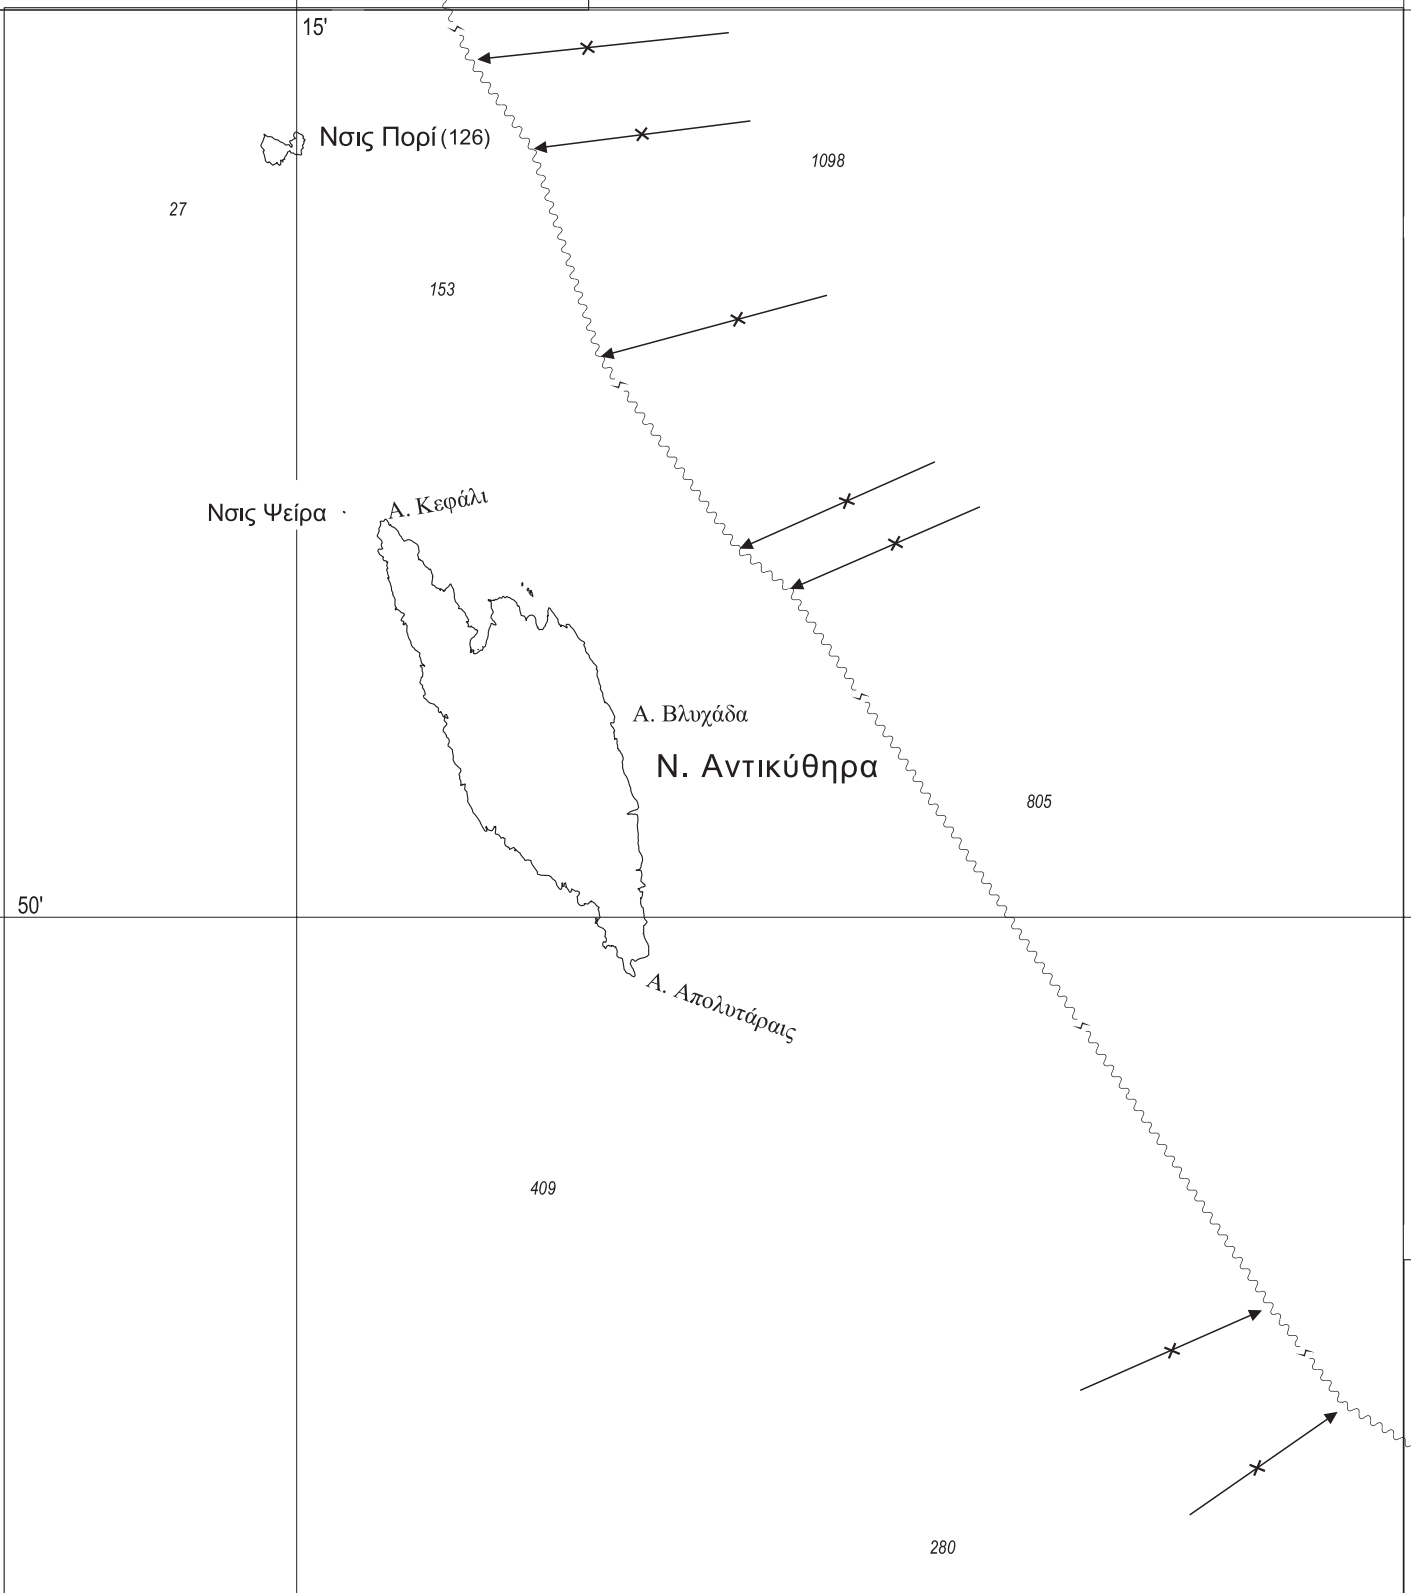 15'
Νσις Πορί (126)
1098
27
153
Νσις Ψείρα
Α. Κεφάλι
Α. Βλυχάδα
Ν. Αντικύθηρα
805
50'
Α. Απολυτάραις
409
280